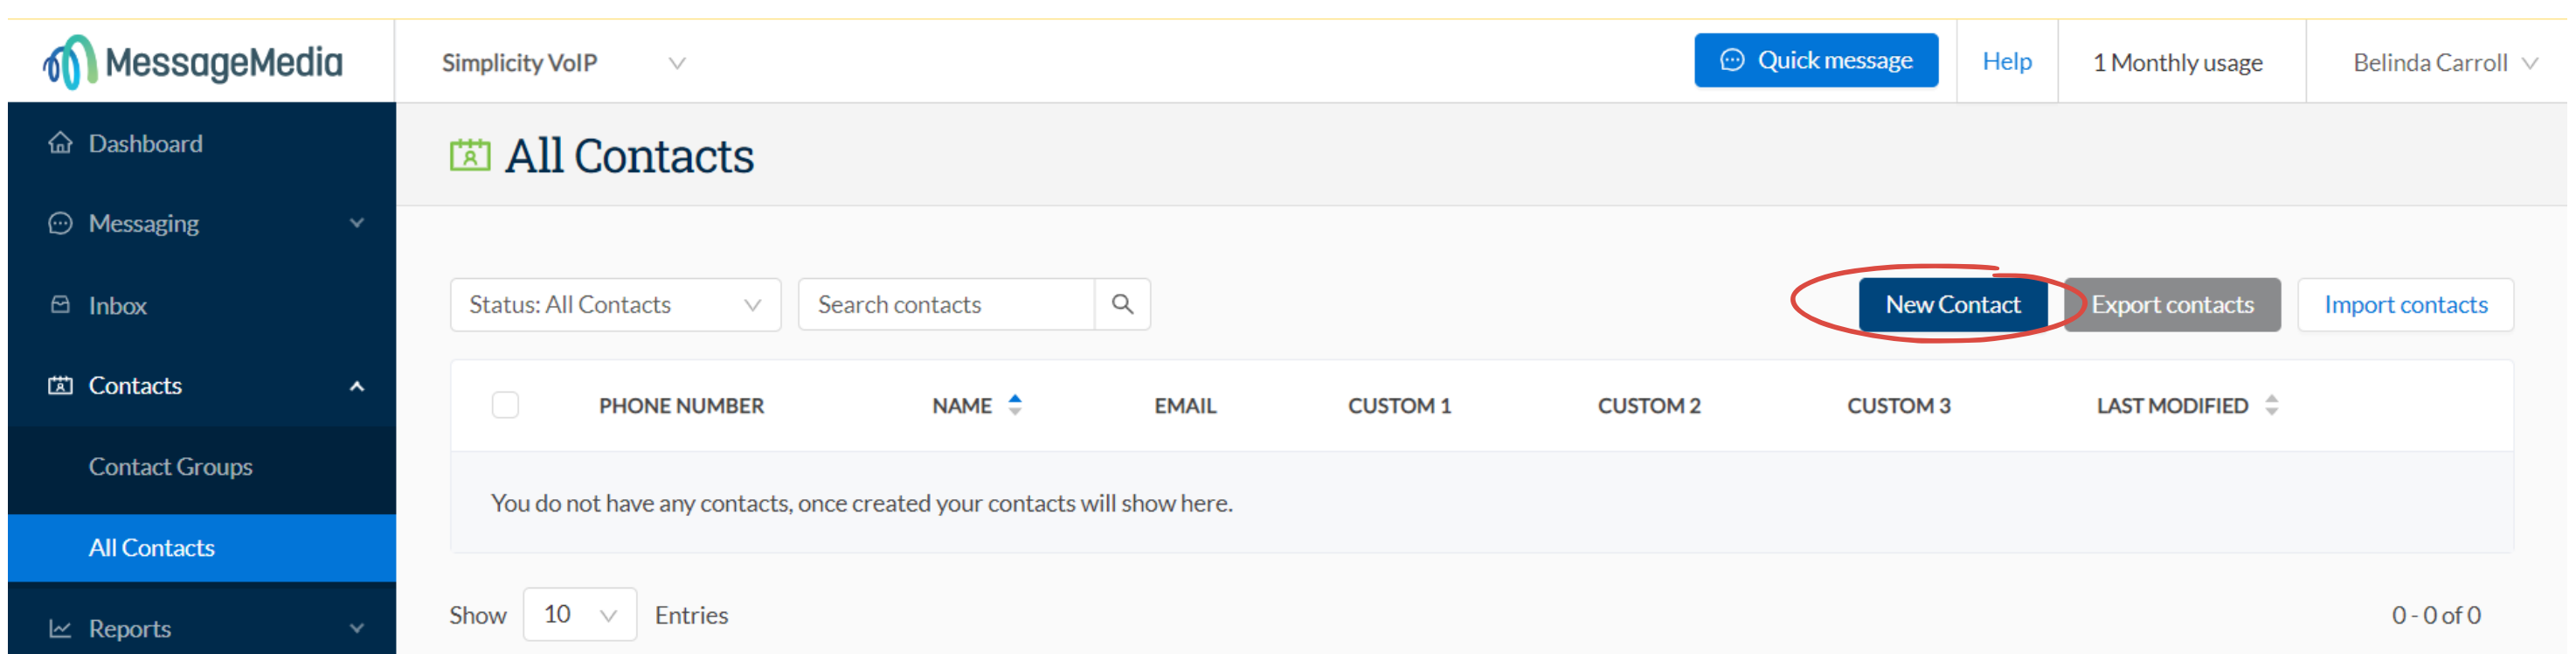 MessageMedia
Simplicity VoIP
Quick message
Help
1 Monthly usage
Belinda Carroll
Dashboard
Messaging
Inbox
Contacts
Contact Groups
All Contacts
Reports
All Contacts
Status: All Contacts
Search contacts
New Contact
Export contacts
Import contacts
PHONE NUMBER NAME EMAIL CUSTOM 1 CUSTOM 2 CUSTOM 3 LAST MODIFIED
You do not have any contacts, once created your contacts will show here.
Show 10 Entries
0 - 0 of 0